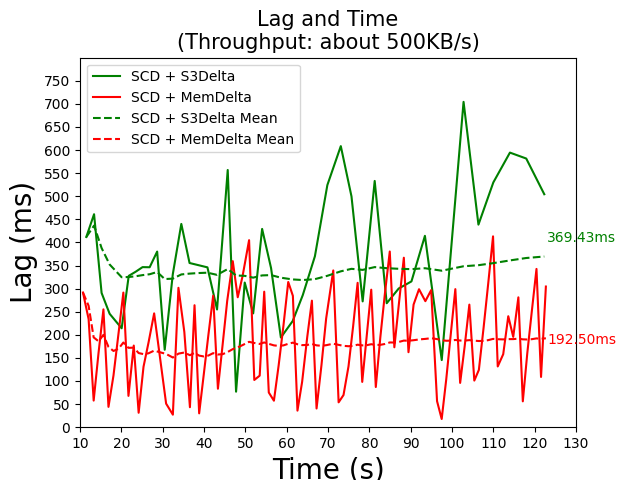 Lag and Time
(Throughput: about 500KB/s)
SCD + S3Delta
SCD + MemDelta
SCD + S3Delta Mean
SCD + MemDelta Mean
750
700
650
600
550
500
450
400
350
300
250
200
150
100
50
0
Lag (ms)
369.43ms
192.50ms
10 20 30 40 50 60 70 80 90 100 110 120 130
Time (s)